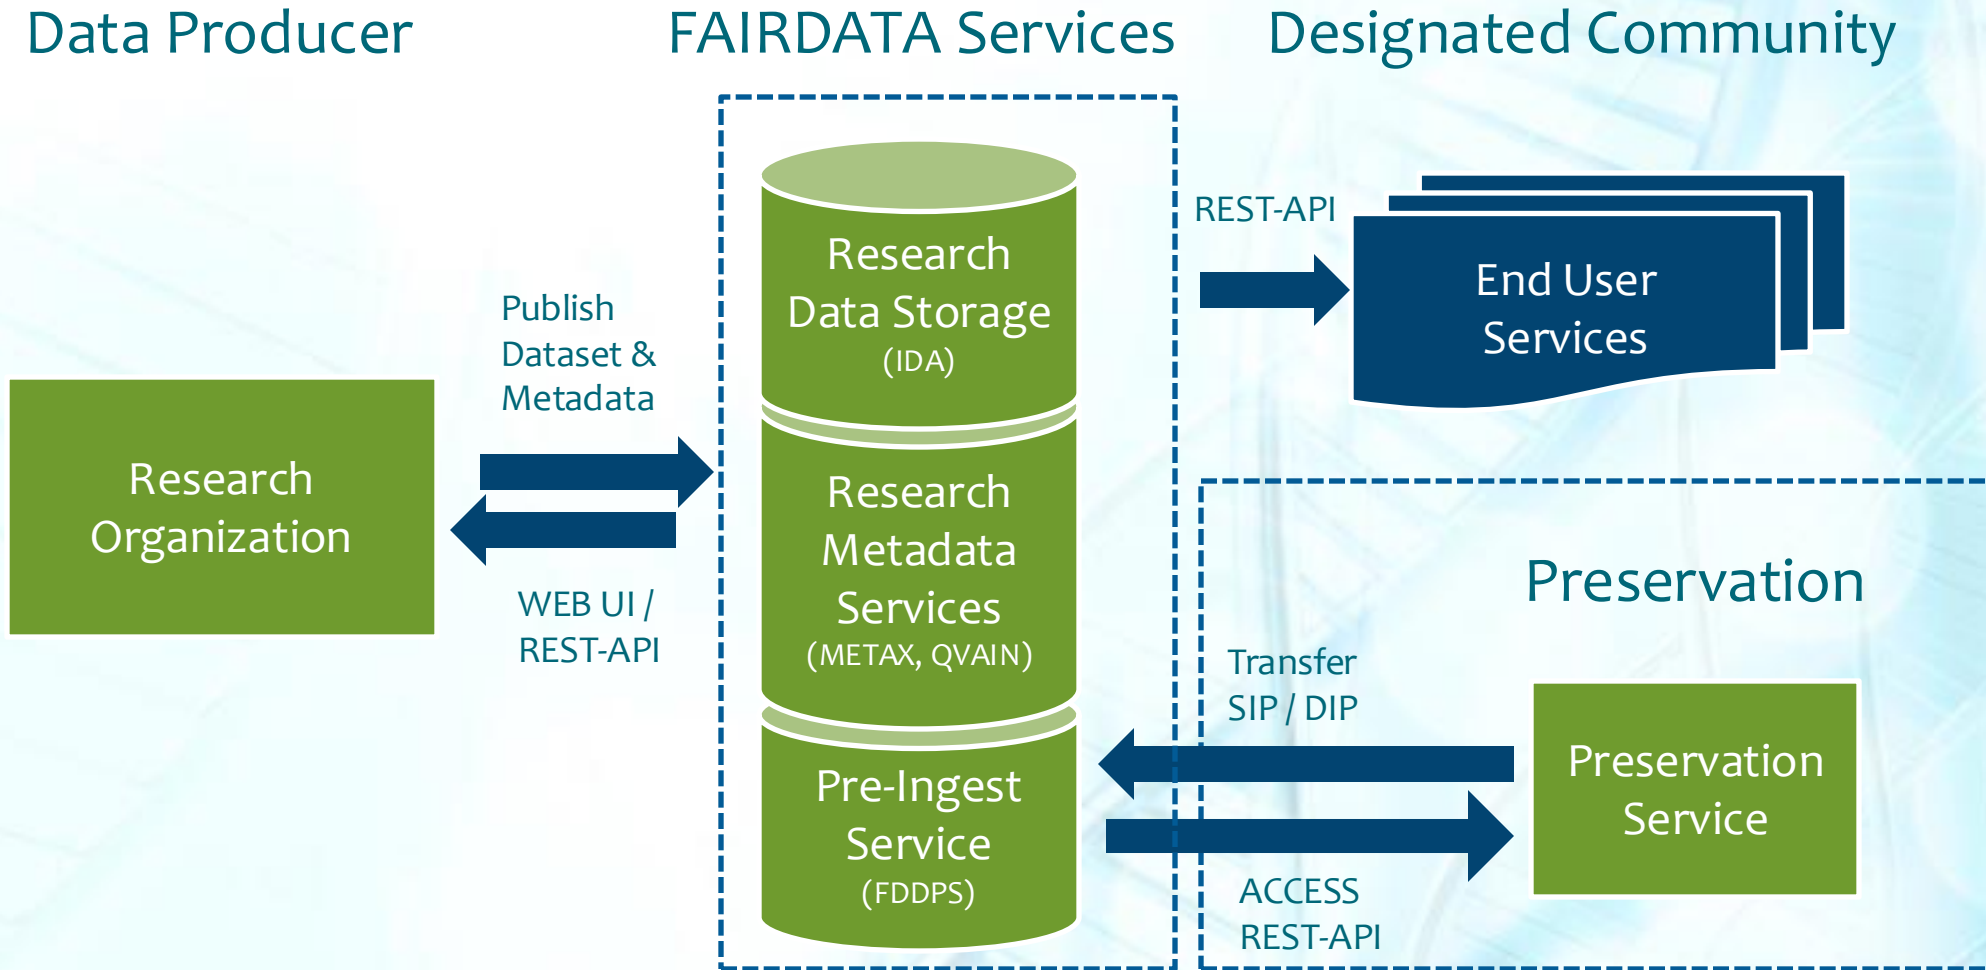 Data Producer
FAIRDATA Services
Designated Community
Research
Organization
Publish
Dataset &
Metadata
WEB UI /
REST-API
Research
Data Storage
(IDA)
Research
Metadata
Services
(METAX, QVAIN)
Pre-Ingest
Service
(FDDPS)
REST-API
End User
Services
Preservation
Transfer
SIP / DIP
Preservation
Service
ACCESS
REST-API